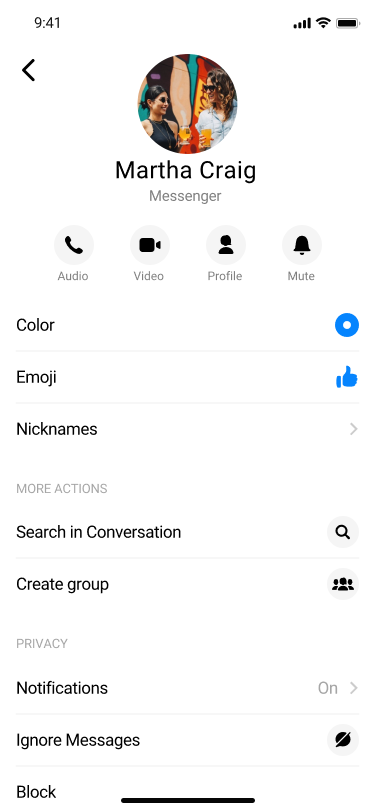 9:41
Martha Craig
Messenger
Audio Video Profile Mute
Color
Emoji
Nicknames
MORE ACTIONS
Search in Conversation
Create group
PRIVACY
Notifications On
Ignore Messages
Block